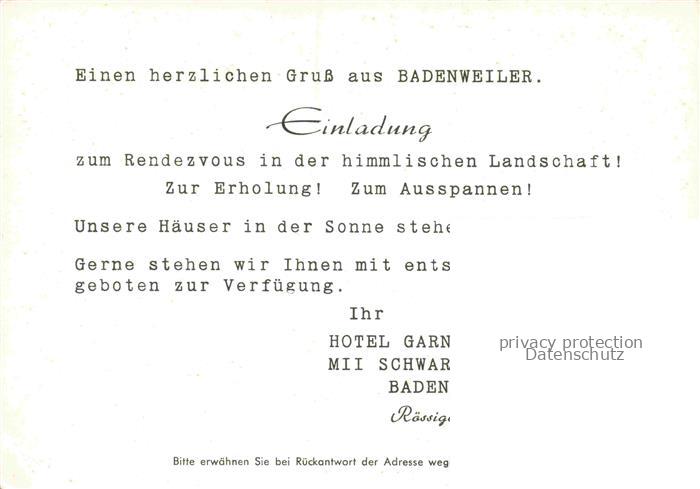 Einen herzlichen Gruß aus BADENWEILER.
Einladung
zum Rendezvous in der himmlischen Landschaft!
Zur Erholung! Zum Ausspannen!
Unsere Häuser in der Sonne stehe
Gerne stehen wir Ihnen mit ents
geboten zur Verfügung.
Ihr
HOTEL GARN
MII SCHWAR
BADEN
Rössig
privacy protection
Datenschutz
Bitte erwähnen Sie bei Rückantwort der Adresse weg